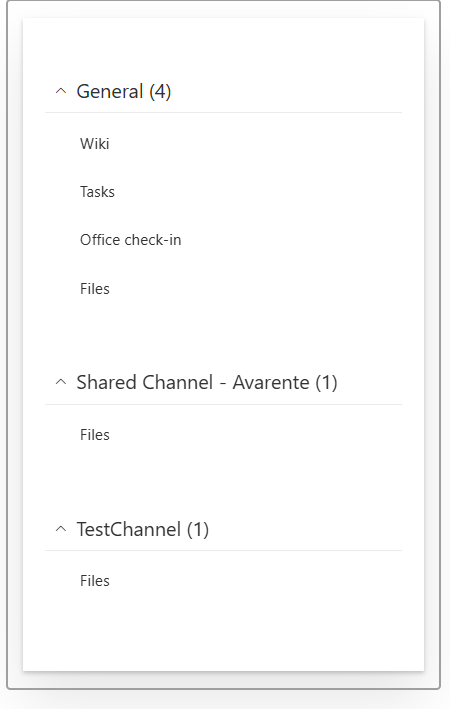 General (4)
Wiki
Tasks
Office check-in
Files
Shared Channel - Avarente (1)
Files
TestChannel (1)
Files